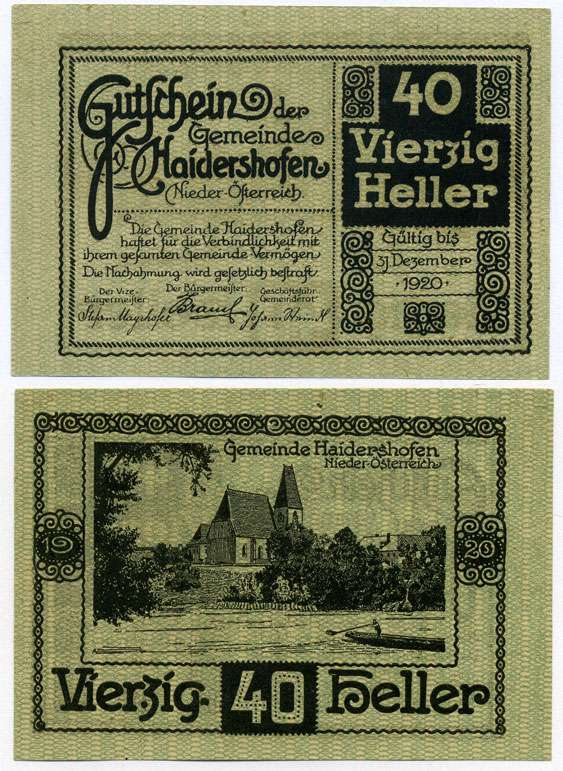 Gutschein der
Gemeinde
Haidershofen
Nieder-Österreich.
Die Gemeinde Haidershofen
haftet für die Verbindlichkeit mit
ihrem gesamten Gemeinde Vermögen.
Die Nachahmung wird gesetzlich bestraft.
Der Vize-
Bürgermeister
Der Bürgermeister
Geschäftsführ.
Gemeinderat
Stefan Mayrhofer
40
Vierzig
Heller
Gültig bis
31 Dezember
· 1920 ·
Gemeinde Haidershofen
Nieder-Österreich
19
20
Vierzig
40
Heller